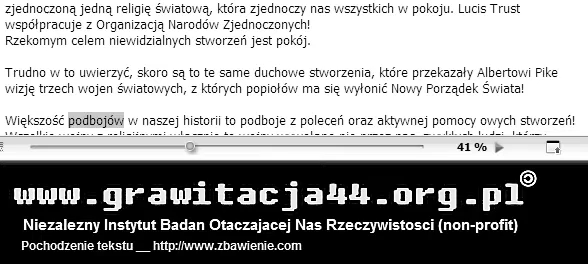 zjednoczoną jedną religię światową, która zjednoczy nas wszystkich w pokoju. Lucis Trust
współpracuje z Organizacją Narodów Zjednoczonych!
Rzekomym celem niewidzialnych stworzeń jest pokój.
Trudno w to uwierzyć, skoro są to te same duchowe stworzenia, które przekazały Albertowi Pike
wizję trzech wojen światowych, z których popiołów ma się wyłonić Nowy Porządek Świata!
Większość podbojów w naszej historii to podboje z poleceń oraz aktywnej pomocy owych stworzeń!
41 %
www.grawitacja44.org.pl
Niezalezny Instytut Badan Otaczajacej Nas Rzeczywistosci (non-profit)
Pochodzenie tekstu __ http://www.zbawienie.com